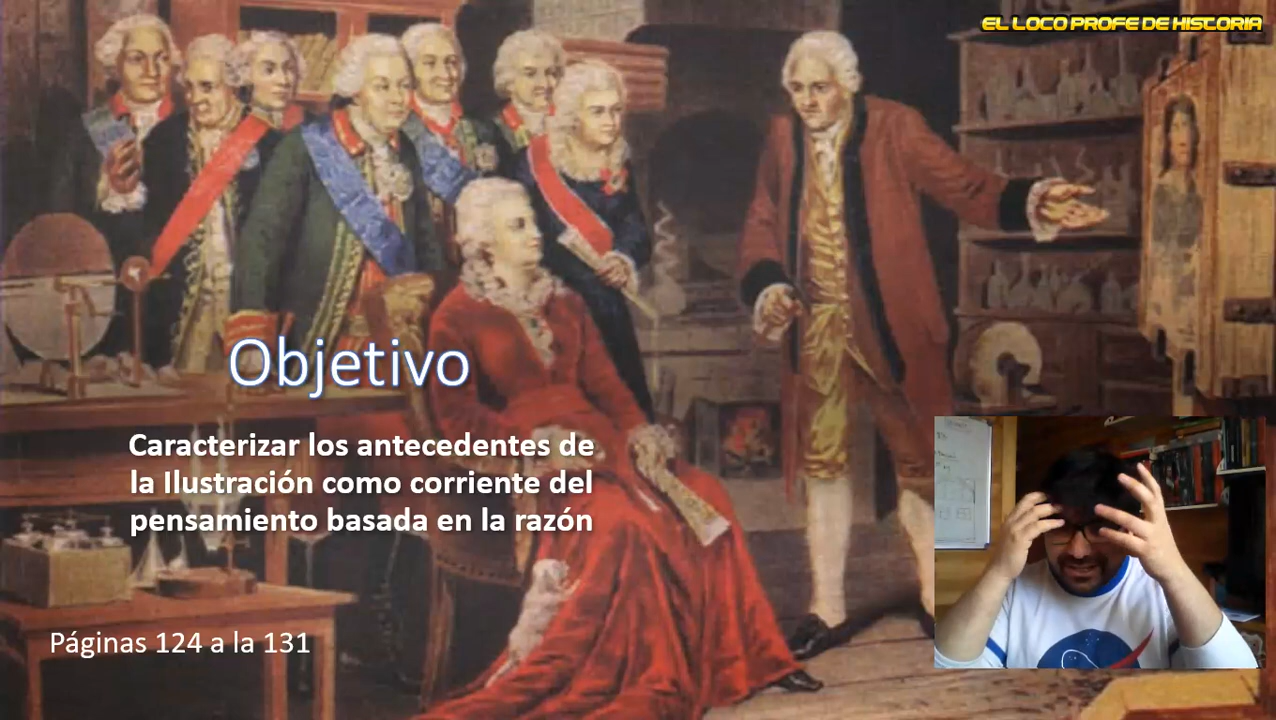 EL LOCO PROFE DE HISTORIA
Objetivo
Caracterizar los antecedentes de
la Ilustración como corriente del
pensamiento basada en la razón
Páginas 124 a la 131